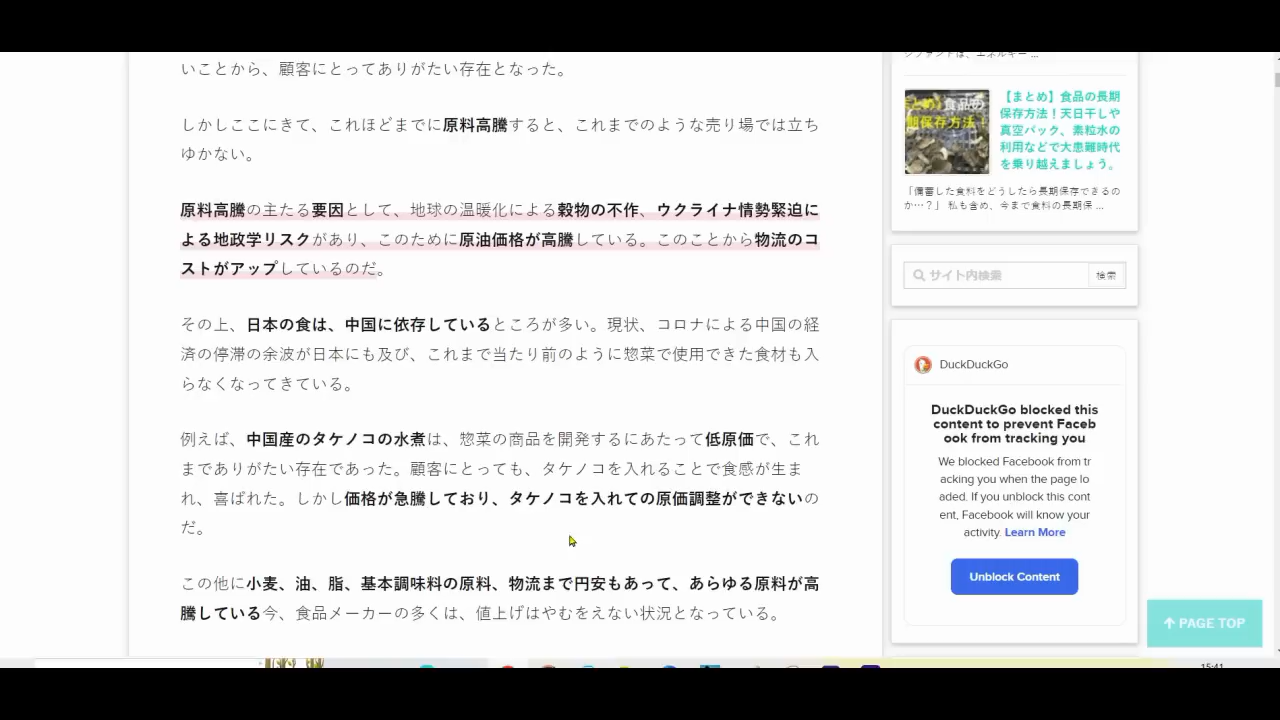 いことから、顧客にとってありがたい存在となった。
しかしここにきて、これほどまでに原料高騰すると、これまでのような売り場では立ち
ゆかない。
原料高騰の主たる要因として、地球の温暖化による穀物の不作、ウクライナ情勢緊迫に
よる地政学リスクがあり、このために原油価格が高騰している。このことから物流のコ
ストがアップしているのだ。
その上、日本の食は、中国に依存しているところが多い。現状、コロナによる中国の経
済の停滞の余波が日本にも及び、これまで当たり前のように惣菜で使用できた食材も入
らなくなってきている。
例えば、中国産のタケノコの水煮は、惣菜の商品を開発するにあたって低原価で、これ
までありがたい存在であった。顧客にとっても、タケノコを入れることで食感が生ま
れ、喜ばれた。しかし価格が急騰しており、タケノコを入れての原価調整ができないの
だ。
この他に小麦、油、脂、基本調味料の原料、物流まで円安もあって、あらゆる原料が高
騰している今、食品メーカーの多くは、値上げはやむをえない状況となっている。
【まとめ】食品の長期
保存方法！天日干しや
真空パック、素粒水の
利用などで大患難時代
を乗り越えましょう。
「備蓄した食料をどうしたら長期保存できるの
か…？」 私も含め、今まで食料の長期保 ...
サイト内検索
検索
DuckDuckGo
DuckDuckGo blocked this
content to prevent Faceb
ook from tracking you
We blocked Facebook from tr
acking you when the page lo
aded. If you unblock this cont
ent, Facebook will know your
activity. Learn More
Unblock Content
PAGE TOP
15:41